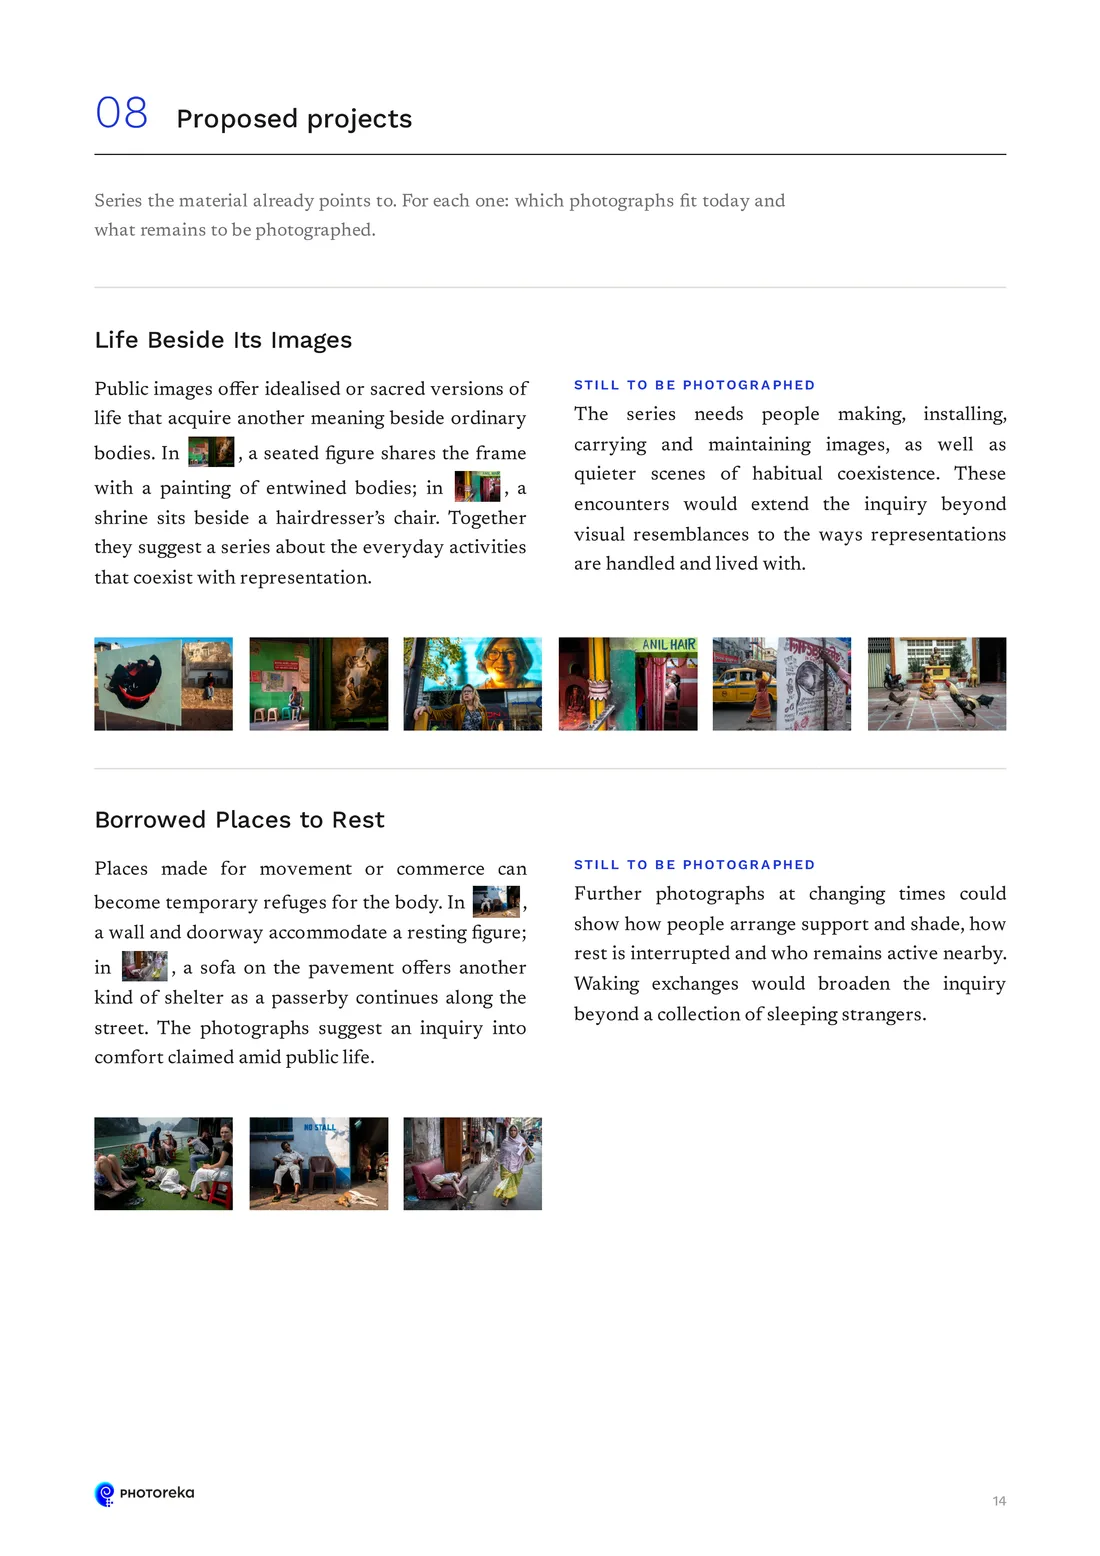 08 Proposed projects
Series the material already points to. For each one: which photographs fit today and
what remains to be photographed.
Life Beside Its Images
Public images offer idealised or sacred versions of
life that acquire another meaning beside ordinary
bodies. In , a seated figure shares the frame
with a painting of entwined bodies; in , a
shrine sits beside a hairdresser’s chair. Together
they suggest a series about the everyday activities
that coexist with representation.
STILL TO BE PHOTOGRAPHED
The series needs people making, installing,
carrying and maintaining images, as well as
quieter scenes of habitual coexistence. These
encounters would extend the inquiry beyond
visual resemblances to the ways representations
are handled and lived with.
ANIL HAIR
Borrowed Places to Rest
Places made for movement or commerce can
become temporary refuges for the body. In ,
a wall and doorway accommodate a resting figure;
in , a sofa on the pavement offers another
kind of shelter as a passerby continues along the
street. The photographs suggest an inquiry into
comfort claimed amid public life.
STILL TO BE PHOTOGRAPHED
Further photographs at changing times could
show how people arrange support and shade, how
rest is interrupted and who remains active nearby.
Waking exchanges would broaden the inquiry
beyond a collection of sleeping strangers.
NO STALL
PHOTOreka
14